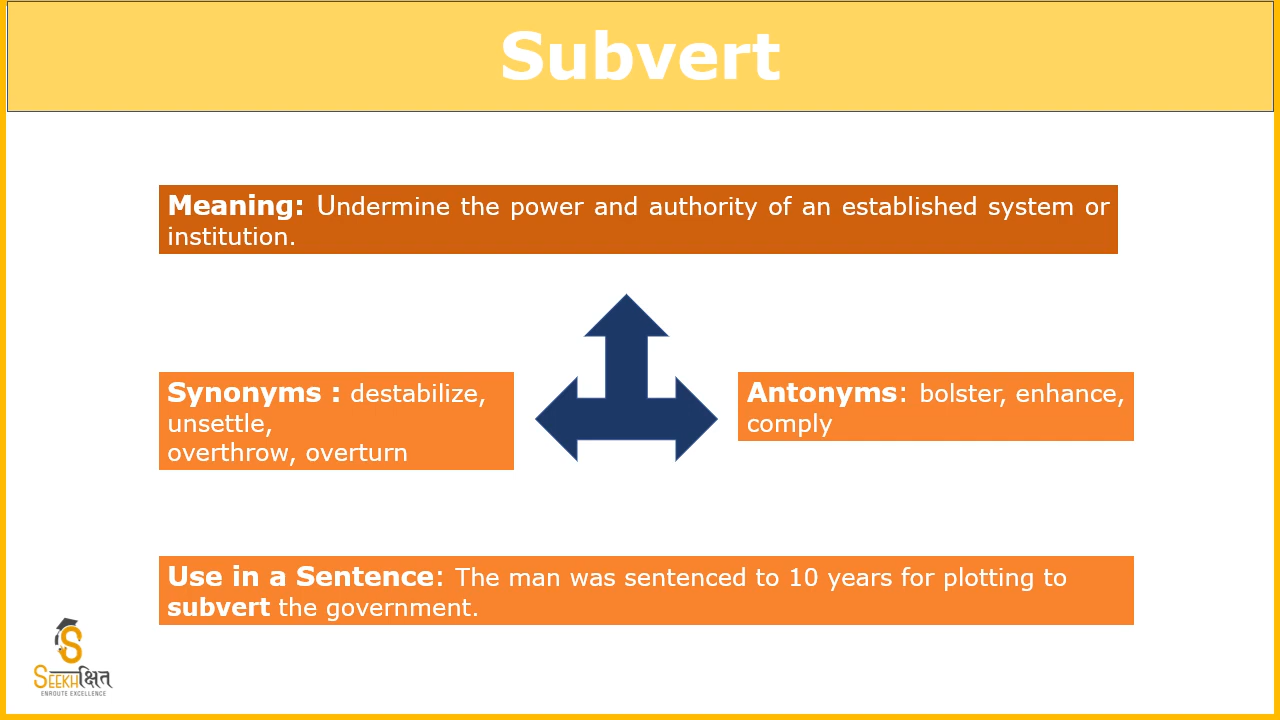 Subvert
Meaning: Undermine the power and authority of an established system or
institution.
Synonyms : destabilize,
unsettle,
overthrow, overturn
Antonyms: bolster, enhance,
comply
Use in a Sentence: The man was sentenced to 10 years for plotting to
subvert the government.
S
SEEKHक्षित
ENROUTE EXCELLENCE